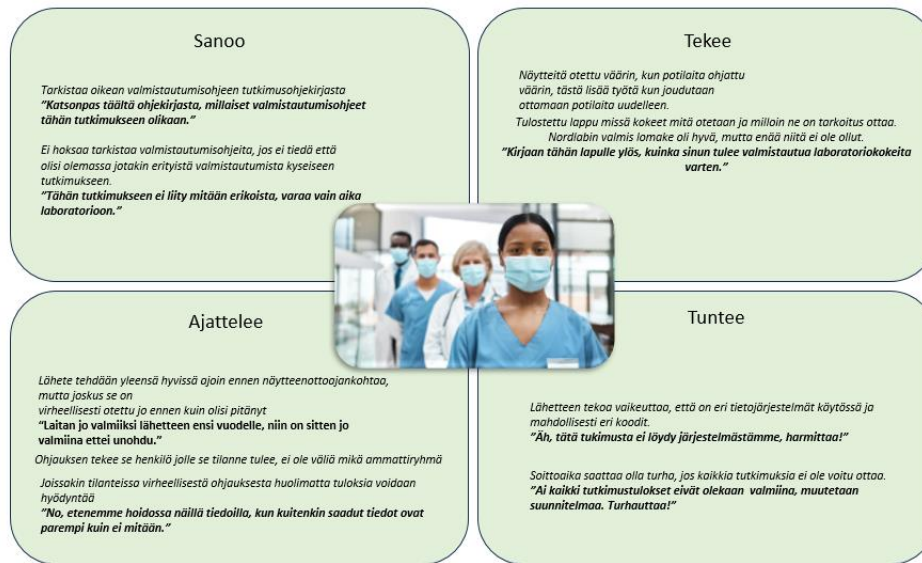 Sanoo
Tarkistaa oikean valmistautumisohjeen tutkimusohjekirjasta
”Katsonpas täältä ohjekirjasta, millaiset valmistautumisohjeet
tähän tutkimukseen olikaan.”
Ei hoksaa tarkistaa valmistautumisohjeita, jos ei tiedä että
olisi olemassa jotakin erityistä valmistautumista kyseiseen
tutkimukseen.
”Tähän tutkimukseen ei liity mitään erikoista, varaa vain aika
laboratorioon.”
Tekee
Näytteitä otettu väärin, kun potilaita ohjattu
väärin, tästä lisää työtä kun joudutaan
ottamaan potilaita uudelleen.
Tulostettu lappu missä kokeet mitä otetaan ja milloin ne on tarkoitus ottaa.
Nordlabin valmis lomake oli hyvä, mutta enää niitä ei ole ollut.
”Kirjaan tähän lapulle ylös, kuinka sinun tulee valmistautua laboratoriokokeita
varten.”
Ajattelee
Lähete tehdään yleensä hyvissä ajoin ennen näytteenottoajankohtaa,
mutta joskus se on
virheellisesti otettu jo ennen kuin olisi pitänyt
“Laitan jo valmiiksi lähetteen ensi vuodelle, niin on sitten jo
valmiina ettei unohdu.”
Ohjauksen tekee se henkilö jolle se tilanne tulee, ei ole väliä mikä ammattiryhmä
Joissakin tilanteissa virheellisestä ohjauksesta huolimatta tuloksia voidaan
hyödyntää
”No, etenemme hoidossa näillä tiedoilla, kun kuitenkin saadut tiedot ovat
parempi kuin ei mitään.”
Tuntee
Lähetteen tekoa vaikeuttaa, että on eri tietojärjestelmät käytössä ja
mahdollisesti eri koodit.
”Äh, tätä tukimusta ei löydy järjestelmästämme, harmittaa!”
Soittoaika saattaa olla turha, jos kaikkia tutkimuksia ei ole voitu ottaa.
”Ai kaikki tutkimustulokset eivät olekaan valmiina, muutetaan
suunnitelmaa. Turhauttaa!”